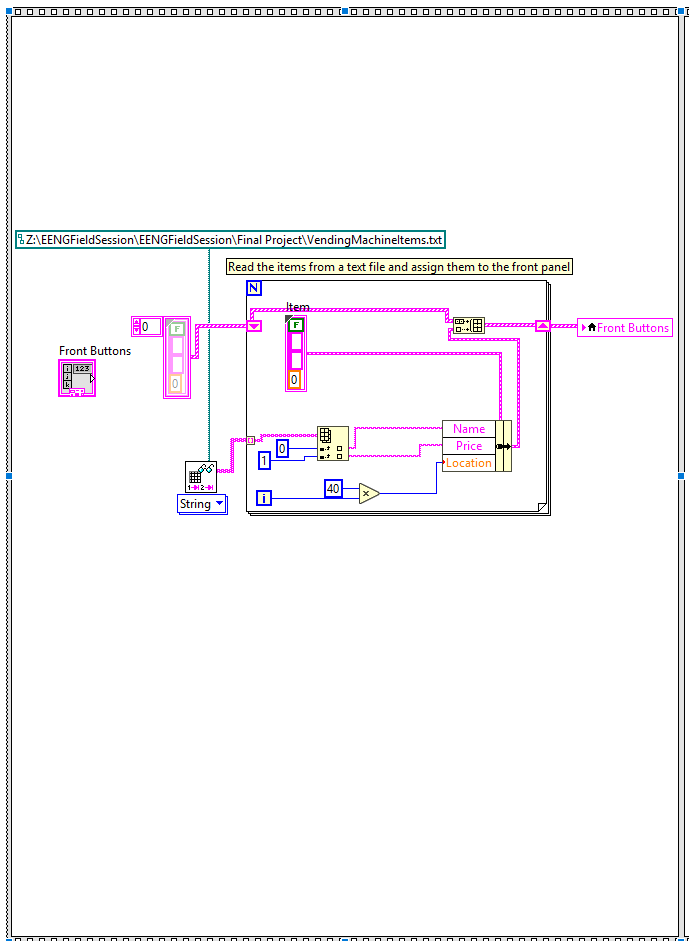 Z:\EENGFieldSession\EENGFieldSession\Final Project\VendingMachineItems.txt
Read the items from a text file and assign them to the front panel
N
Item
0
F
F
Front Buttons
Front Buttons
i
123
j
k
0
0
Name
0
Price
1
Location
40
i
String